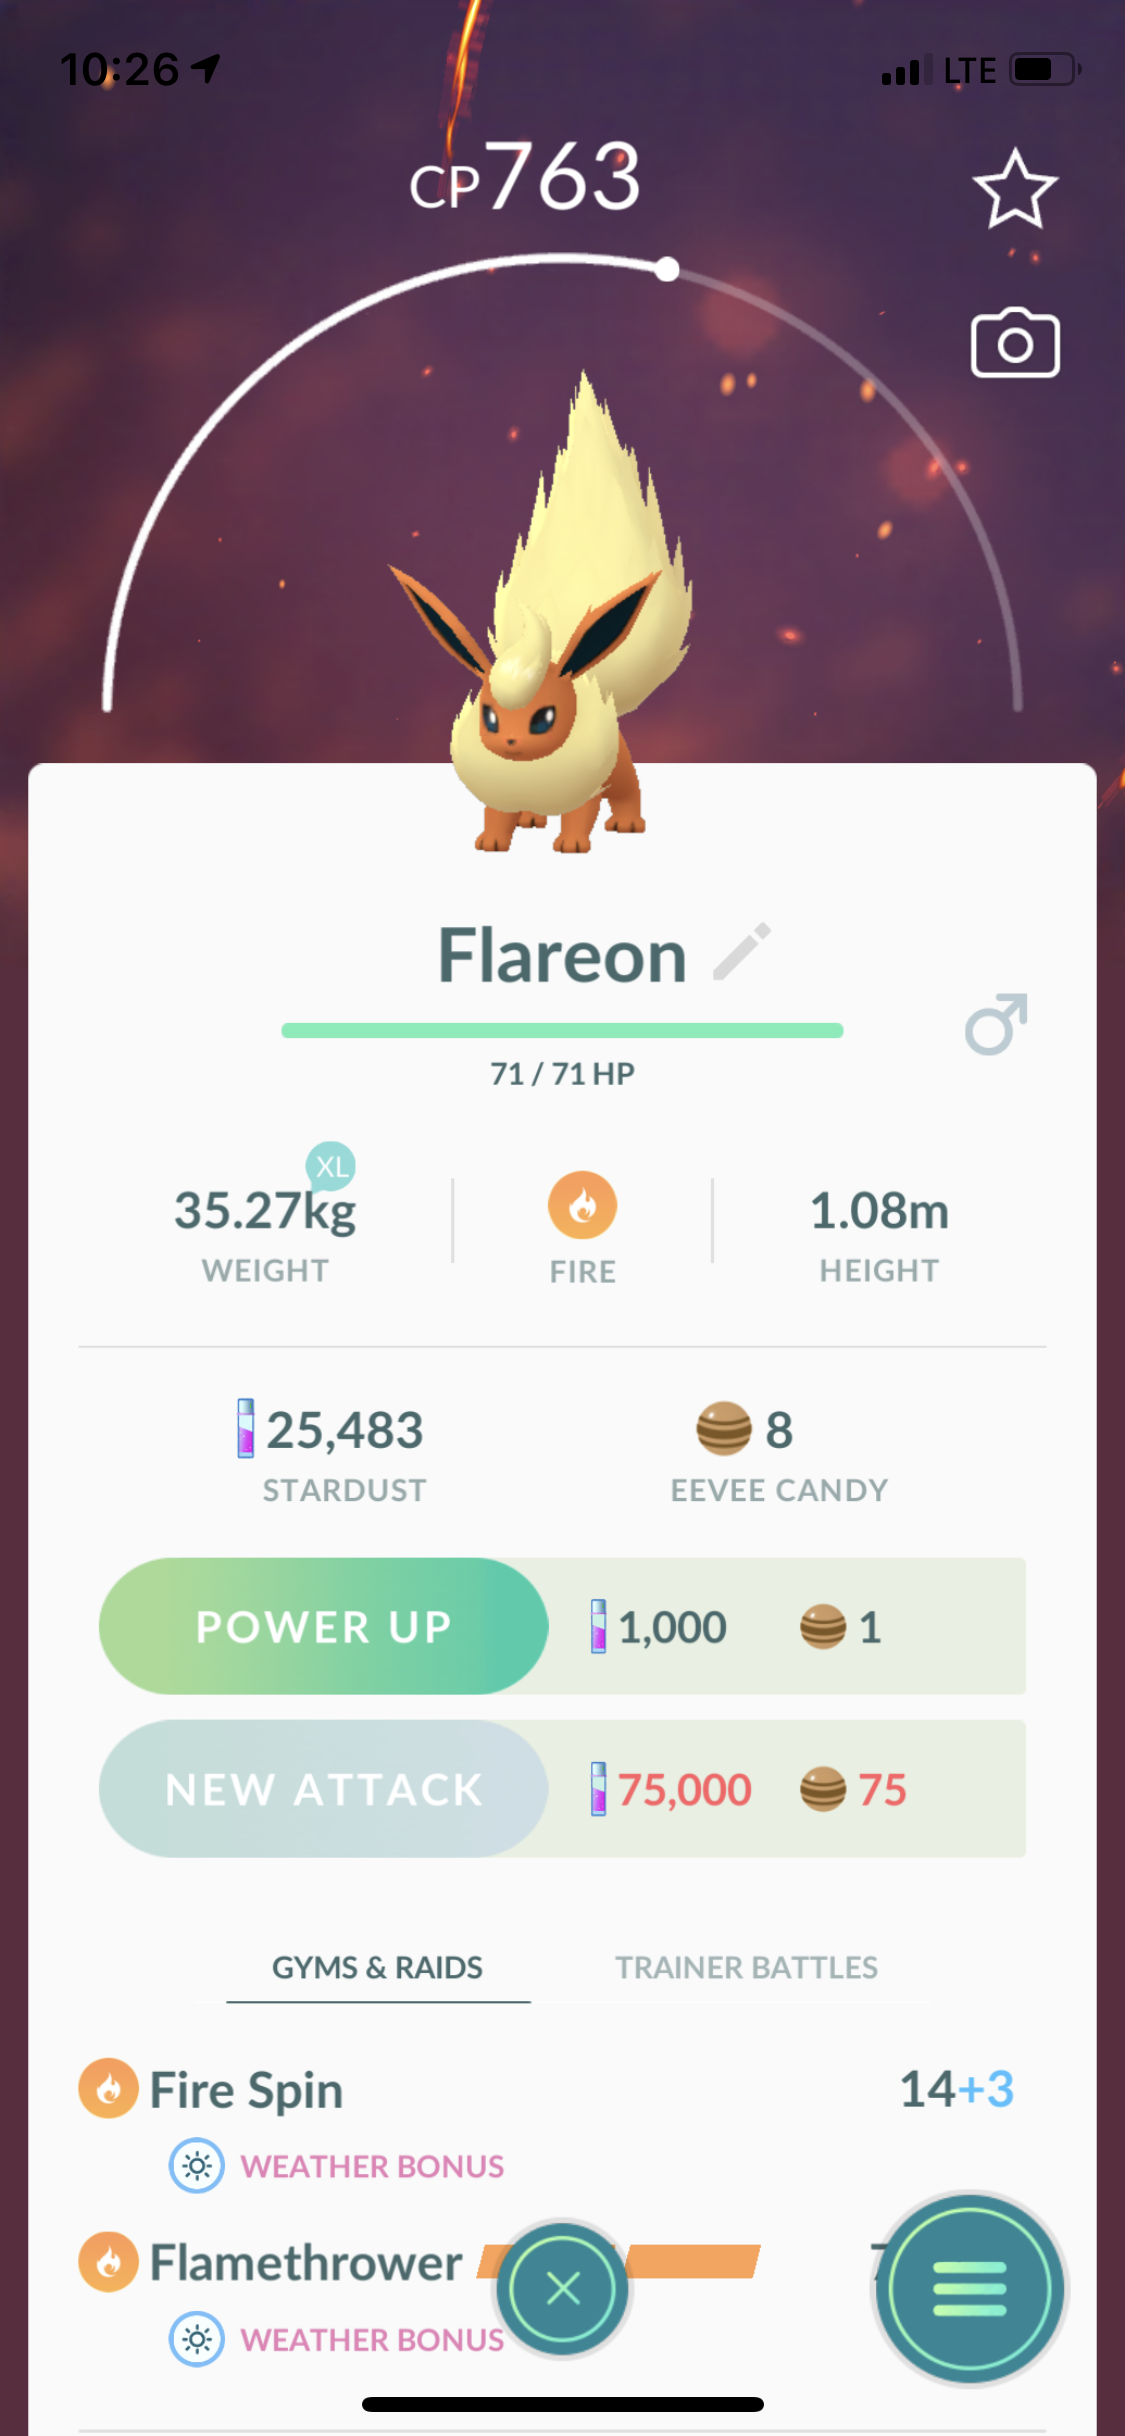 10:26
LTE
CP763
Flareon
71 / 71 HP
XL
35.27kg
WEIGHT
FIRE
1.08m
HEIGHT
25,483
STARDUST
8
EEVEE CANDY
POWER UP 1,000 1
NEW ATTACK 75,000 75
GYMS & RAIDS TRAINER BATTLES
Fire Spin 14+3
WEATHER BONUS
Flamethrower
WEATHER BONUS